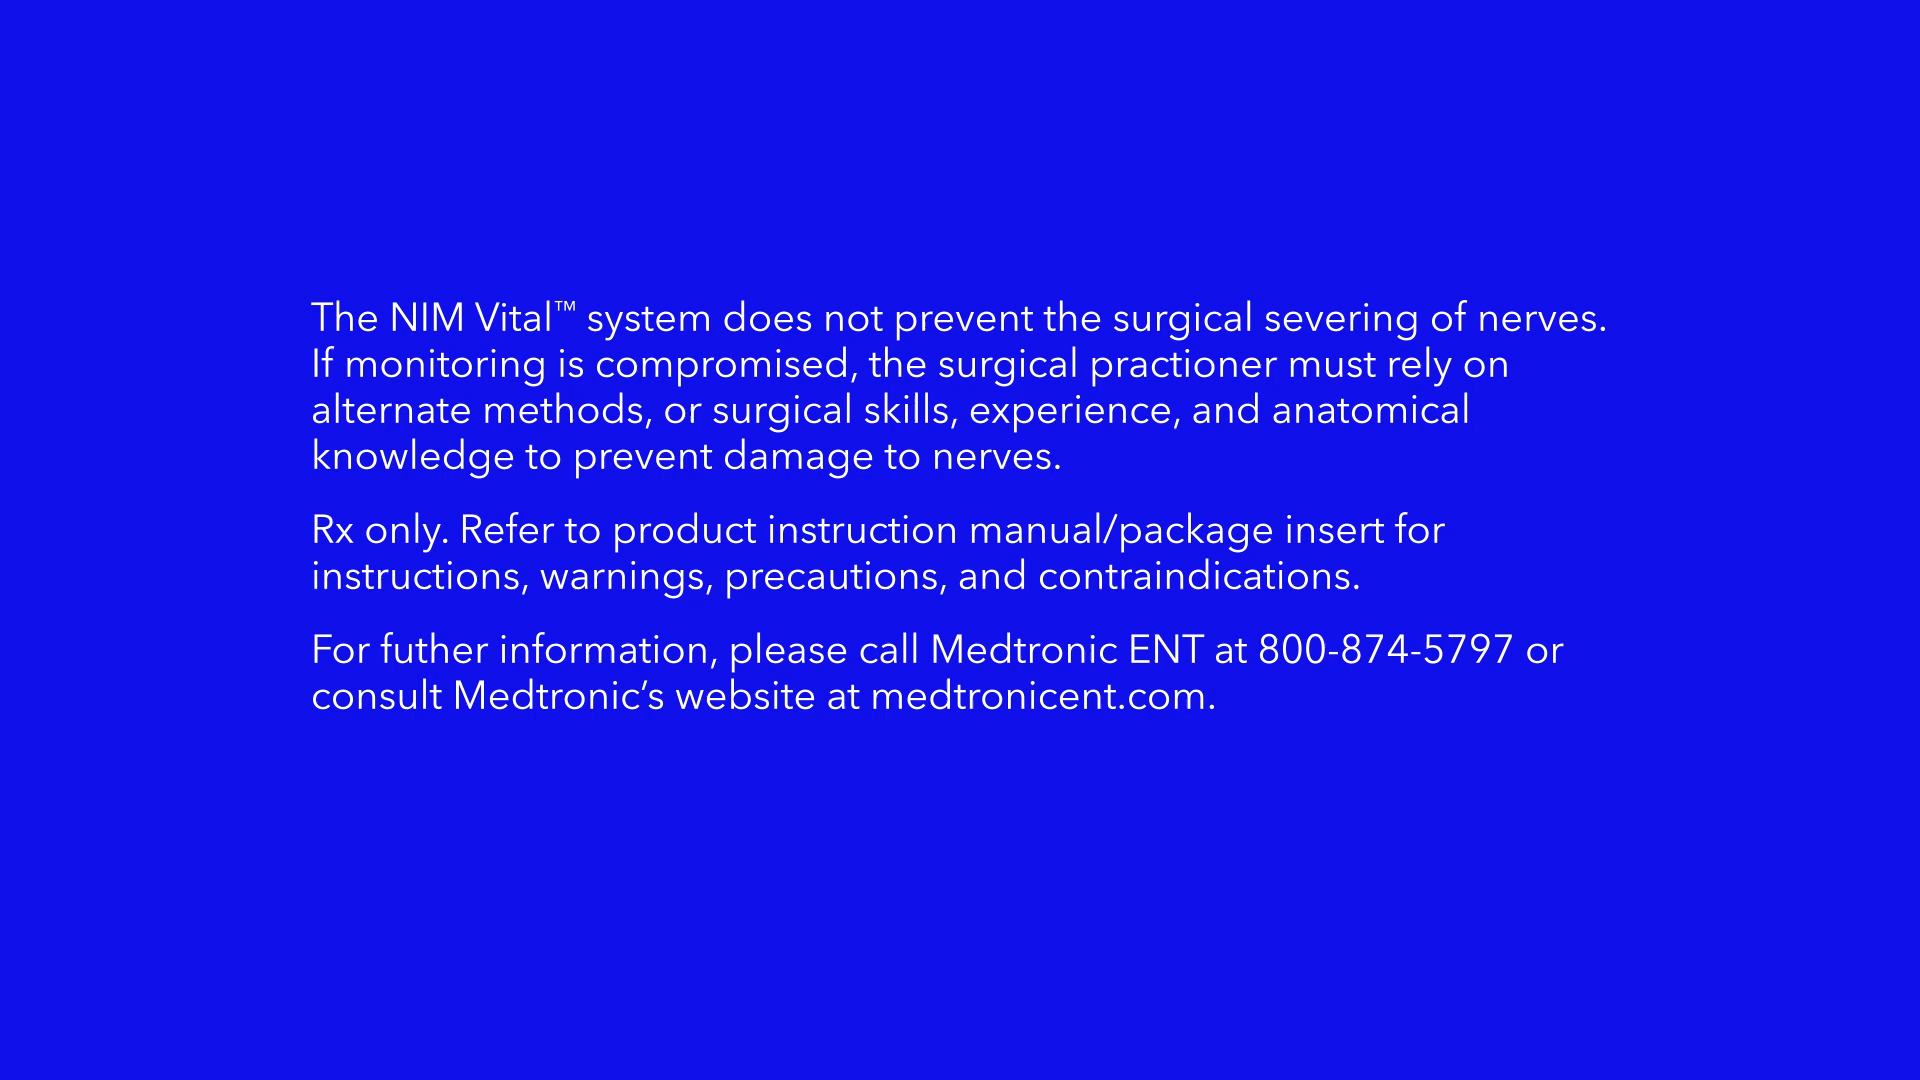 The NIM Vital™ system does not prevent the surgical severing of nerves.
If monitoring is compromised, the surgical practioner must rely on
alternate methods, or surgical skills, experience, and anatomical
knowledge to prevent damage to nerves.
Rx only. Refer to product instruction manual/package insert for
instructions, warnings, precautions, and contraindications.
For futher information, please call Medtronic ENT at 800-874-5797 or
consult Medtronic’s website at medtronicent.com.